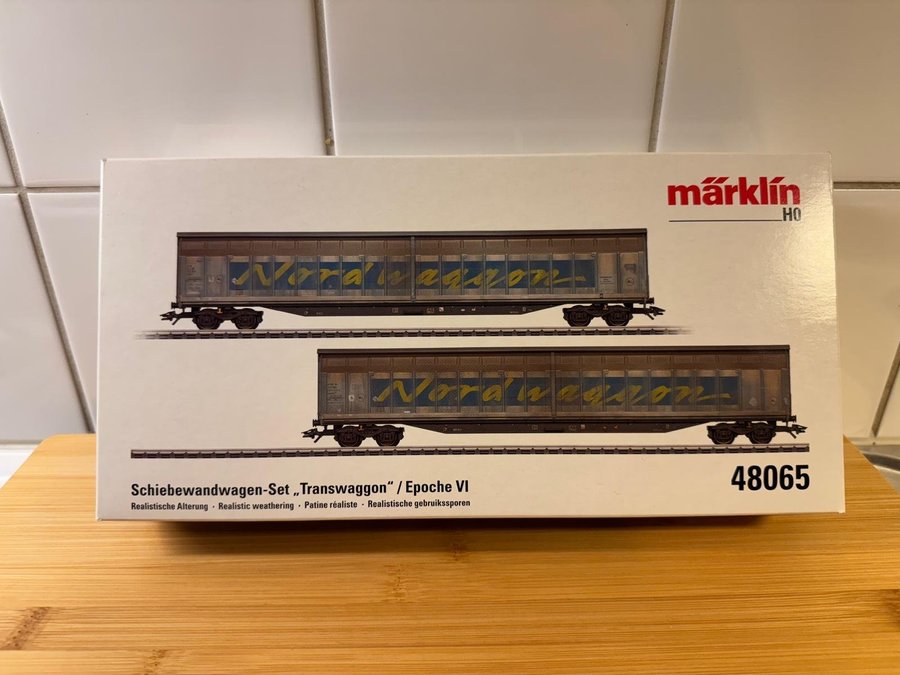 märklin
H0
Nordwaggon
Nordwaggon
48065
Schiebewandwagen-Set „Transwaggon“ / Epoche VI
Realistische Alterung · Realistic weathering · Patine réaliste · Realistische gebruikssporen